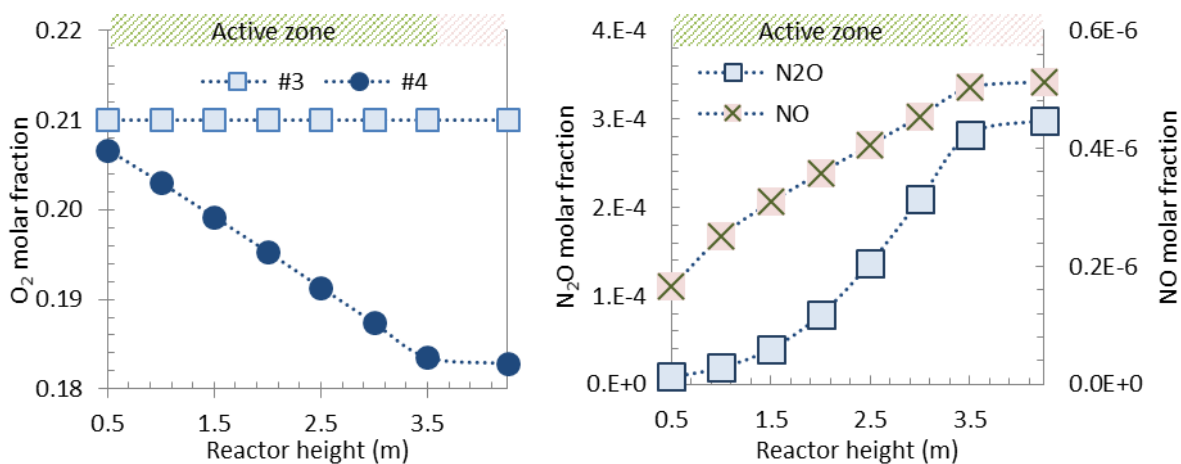 Active zone
#3
#4
0.22
0.21
0.20
0.19
0.18
O₂ molar fraction
0.5
1.5
2.5
3.5
Reactor height (m)
Active zone
N2O
NO
4.E-4
3.E-4
2.E-4
1.E-4
0.E+0
N₂O molar fraction
0.6E-6
0.4E-6
0.2E-6
0.0E+0
NO molar fraction
0.5
1.5
2.5
3.5
Reactor height (m)